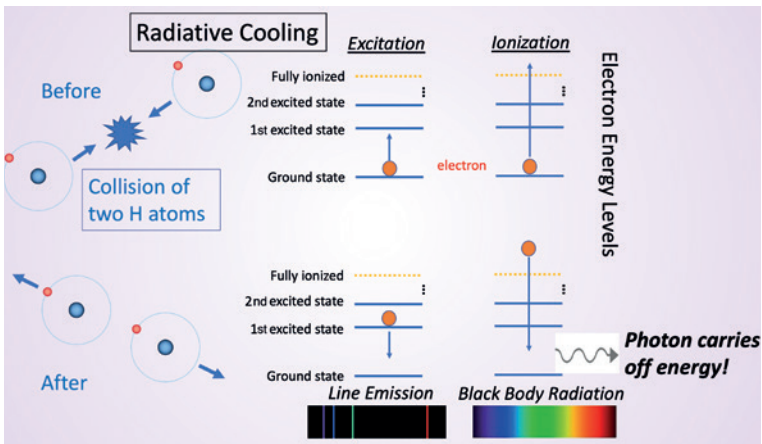 Radiative Cooling
Before
Collision of
two H atoms
After
Excitation
Fully ionized
2nd excited state
1st excited state
Ground state
electron
Ionization
Electron Energy Levels
Fully ionized
2nd excited state
1st excited state
Ground state
Photon carries
off energy!
Line Emission
Black Body Radiation